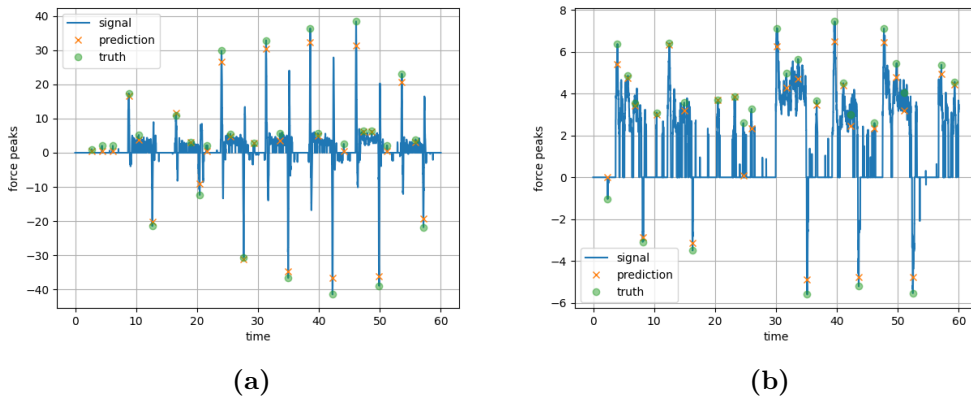 signal
prediction
truth
40
30
20
10
0
−10
−20
−30
−40
force peaks
0 10 20 30 40 50 60
time
(a)
8
6
4
2
0
−2
−4
−6
force peaks
signal
prediction
truth
0 10 20 30 40 50 60
time
(b)